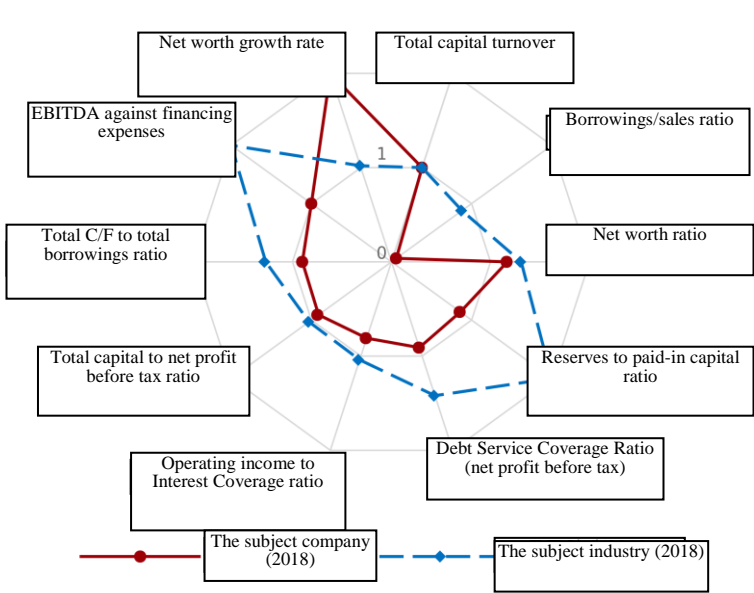 Net worth growth rate
Total capital turnover
EBITDA against financing
expenses
Borrowings/sales ratio
1
Total C/F to total
borrowings ratio
0
Net worth ratio
Total capital to net profit
before tax ratio
Reserves to paid-in capital
ratio
Operating income to
Interest Coverage ratio
Debt Service Coverage Ratio
(net profit before tax)
The subject company
(2018)
The subject industry (2018)